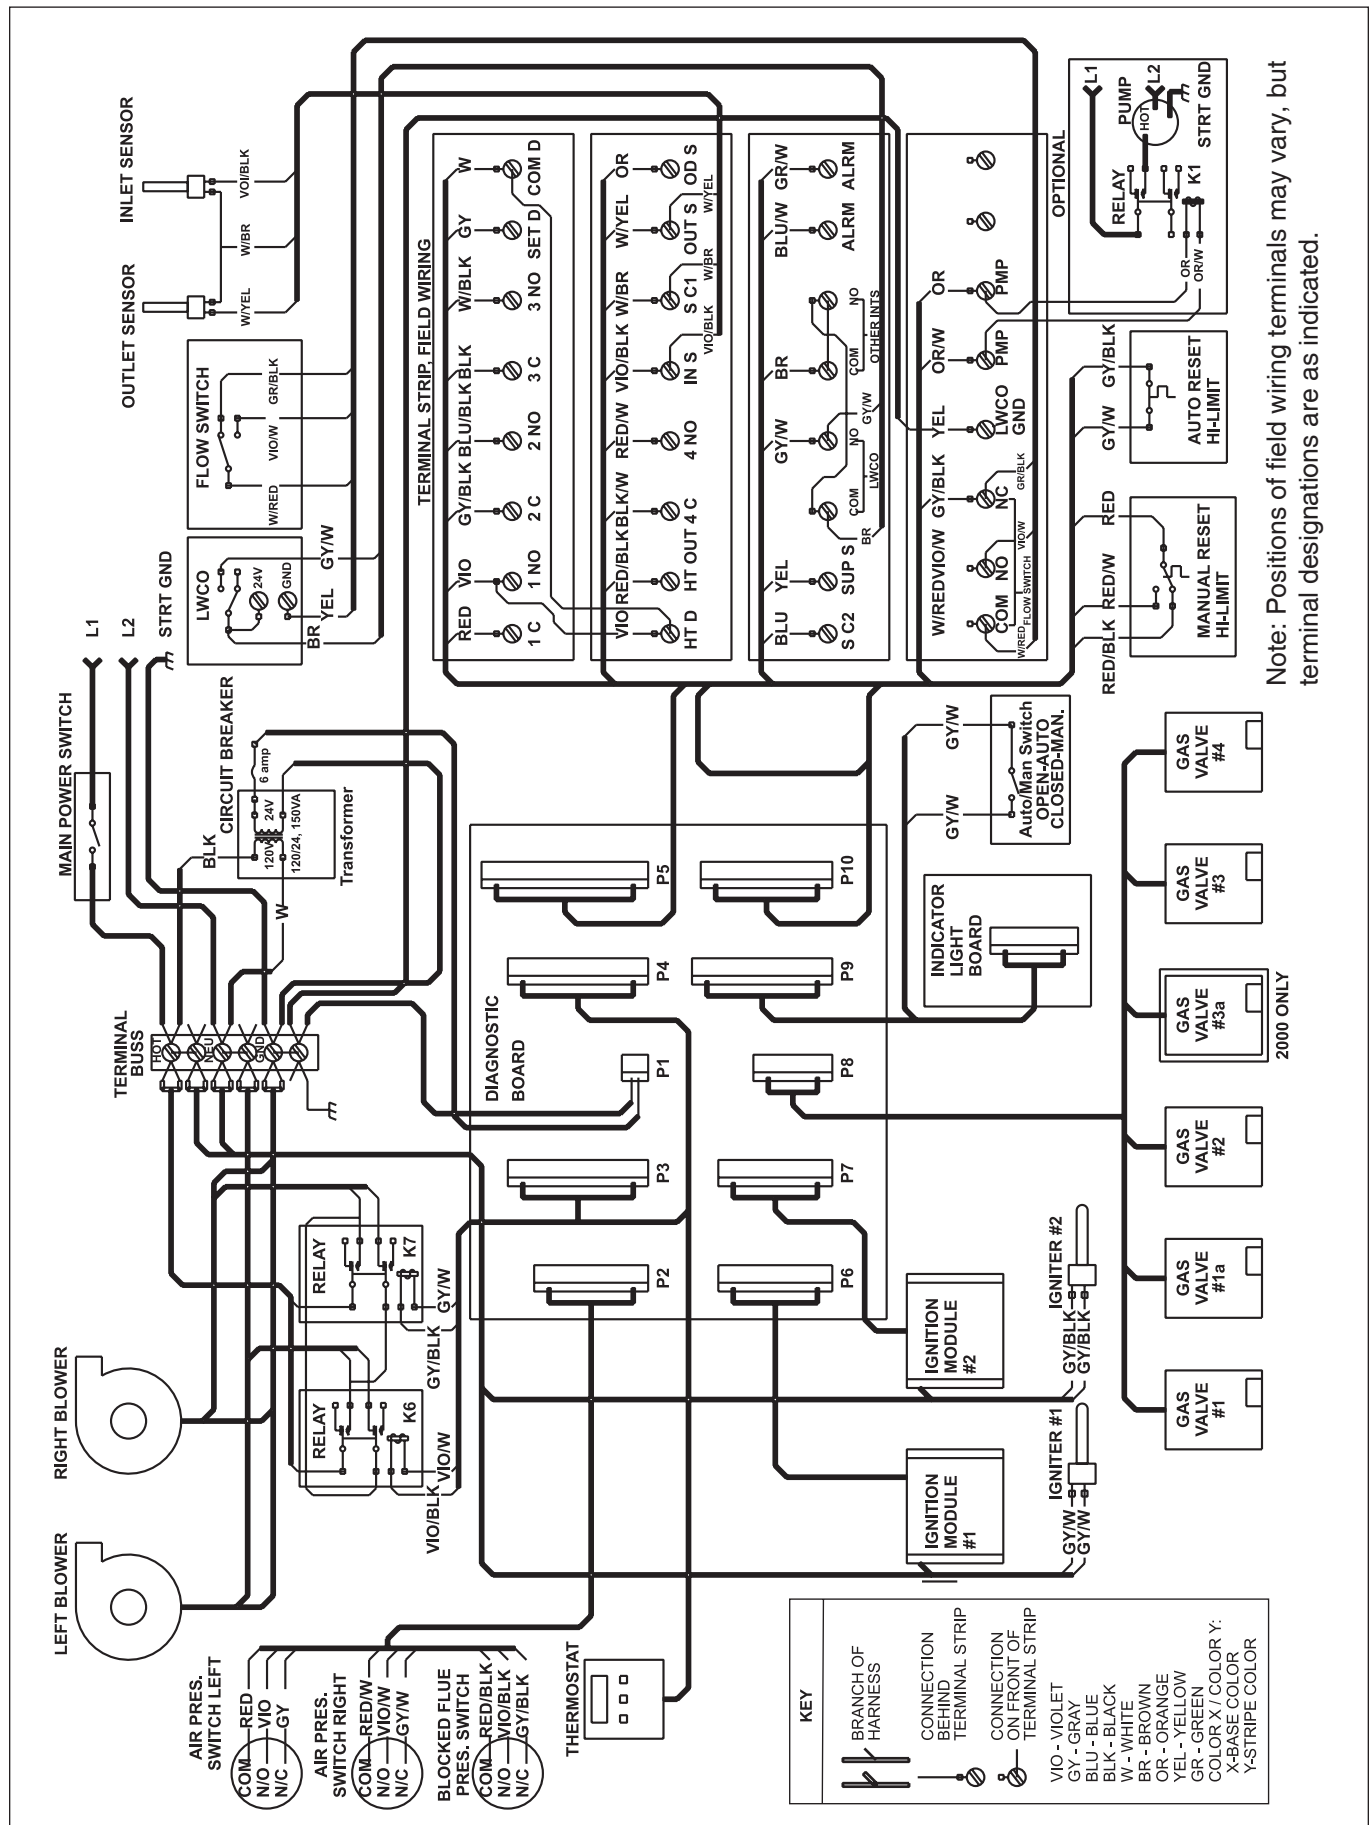 INLET SENSOR
VOI/BLK
W/BR
OUTLET SENSOR
W/YEL
FLOW SWITCH
GR/BLK
VIO/W
W/RED
LWCO
24V
GND
GY/W
YEL
BR
STRT GND
L2
L1
MAIN POWER SWITCH
CIRCUIT BREAKER
6 amp
24V
120V
120/24, 150VA
Transformer
BLK
W
TERMINAL
BUSS
HOT
NEU
GND
TERMINAL STRIP, FIELD WIRING
RED
VIO
GY/BLK
BLU/BLK
BLK
W/BLK
GY
W
1 C
1 NO
2 C
2 NO
3 C
3 NO
SET D
COM D
VIO
RED/BLK
BLK/W
RED/W
VIO/BLK
W/BR
W/YEL
OR
HT D
HT OUT
4 C
4 NO
IN S
S C1
OUT S
OD S
VIO/BLK
W/BR
W/YEL
BLU
YEL
GY/W
BR
BLU/W
GR/W
S C2
SUP S
COM
NO
LWCO
COM
NO
OTHER INTS
ALRM
ALRM
BR
GY/W
W/RED
VIO/W
GY/BLK
YEL
OR/W
OR
COM
NO
NC
LWCO
GND
PMP
PMP
W/RED
FLOW SWITCH
VIO/W
GR/BLK
OPTIONAL
L1
PUMP
HOT
L2
STRT GND
RELAY
K1
OR
OR/W
GY/BLK
GY/W
AUTO RESET
HI-LIMIT
RED
RED/W
RED/BLK
MANUAL RESET
HI-LIMIT
Note: Positions of field wiring terminals may vary, but
terminal designations are as indicated.
GY/W
GY/W
Auto/Man Switch
OPEN-AUTO
CLOSED-MAN.
DIAGNOSTIC
BOARD
P5
P4
P1
P3
P2
P10
P9
P8
P7
P6
INDICATOR
LIGHT
BOARD
GAS
VALVE
#4
GAS
VALVE
#3
GAS
VALVE
#3a
2000 ONLY
GAS
VALVE
#2
GAS
VALVE
#1a
GAS
VALVE
#1
RELAY
K7
GY/W
GY/BLK
RELAY
K6
VIO/W
VIO/BLK
RIGHT BLOWER
LEFT BLOWER
IGNITION
MODULE
#2
IGNITER #2
GY/BLK
GY/BLK
IGNITION
MODULE
#1
IGNITER #1
GY/W
GY/W
AIR PRES.
SWITCH LEFT
COM RED
N/O VIO
N/C GY
AIR PRES.
SWITCH RIGHT
COM RED/W
N/O VIO/W
N/C GY/W
BLOCKED FLUE
PRES. SWITCH
COM RED/BLK
N/O VIO/BLK
N/C GY/BLK
THERMOSTAT
KEY
BRANCH OF
HARNESS
CONNECTION
BEHIND
TERMINAL STRIP
CONNECTION
ON FRONT OF
TERMINAL STRIP
VIO - VIOLET
GY - GRAY
BLU - BLUE
BLK - BLACK
W - WHITE
BR - BROWN
OR - ORANGE
YEL - YELLOW
GR - GREEN
COLOR X / COLOR Y:
X-BASE COLOR
Y-STRIPE COLOR